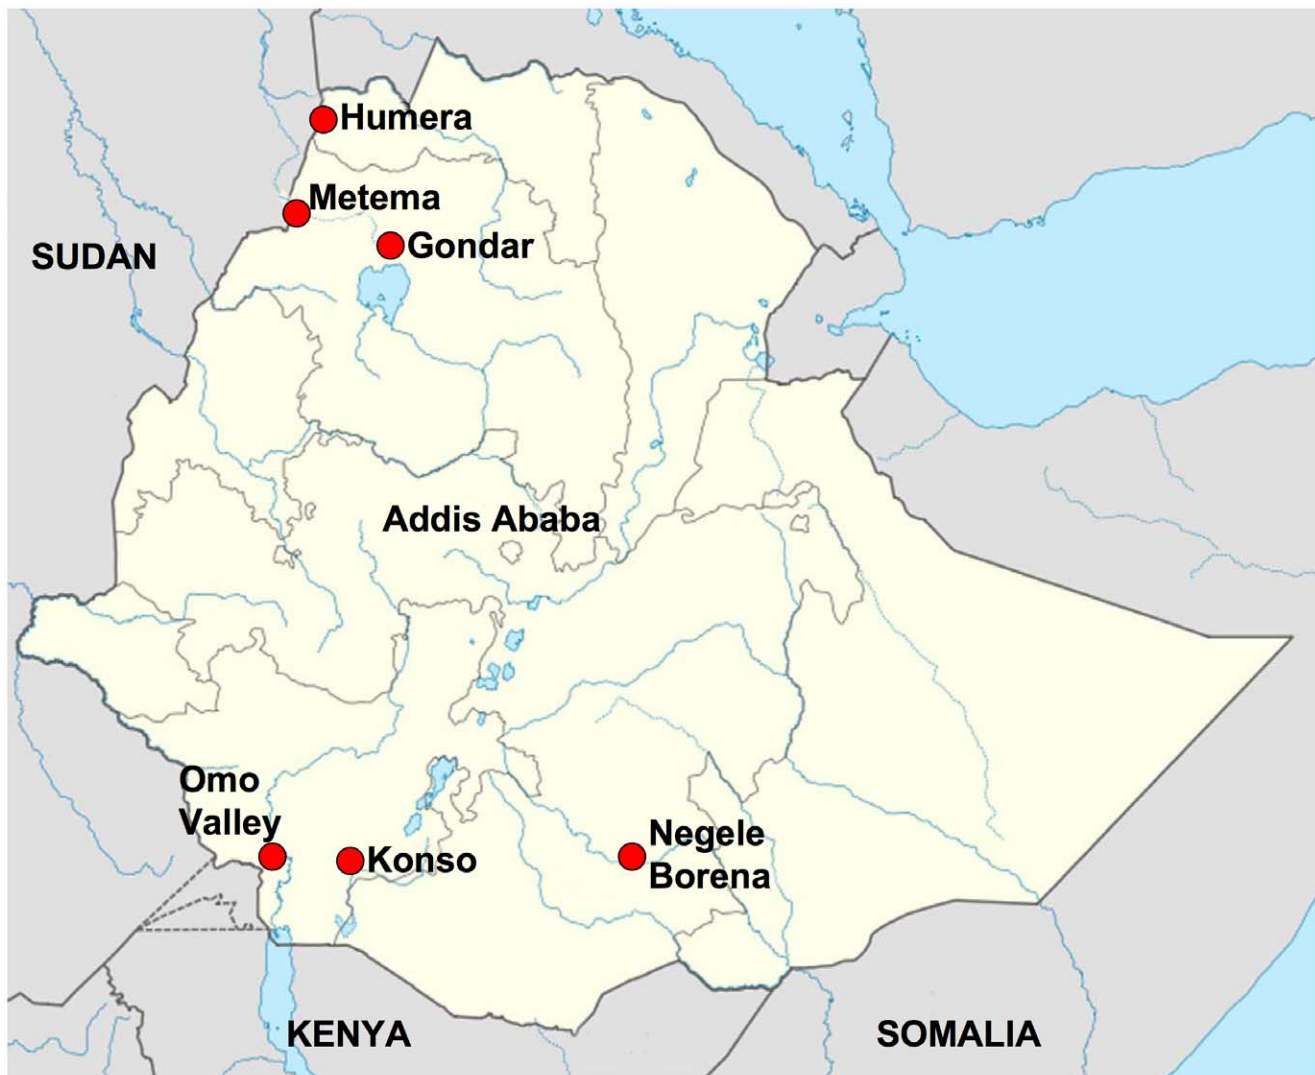 Humera
Metema
Gondar
SUDAN
Addis Ababa
Omo
Valley
Konso
Negele
Borena
KENYA
SOMALIA